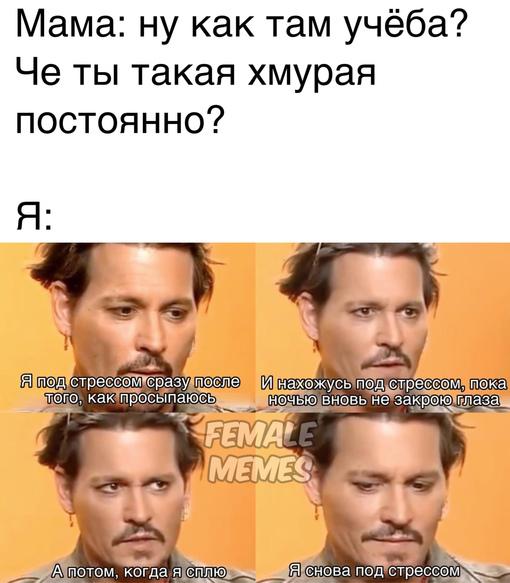 Мама: ну как там учёба?
Че ты такая хмурая
постоянно?
Я:
Я под стрессом сразу после
того, как просыпаюсь
И нахожусь под стрессом, пока
ночью вновь не закрою глаза
FEMALE
MEMES
А потом, когда я сплю
Я снова под стрессом